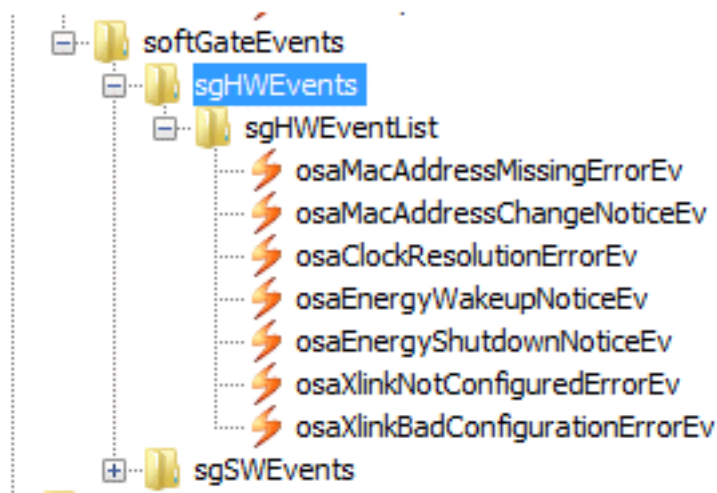 softGateEvents
sgHWEvents
sgHWEventList
osaMacAddressMissingErrorEv
osaMacAddressChangeNoticeEv
osaClockResolutionErrorEv
osaEnergyWakeupNoticeEv
osaEnergyShutdownNoticeEv
osaXlinkNotConfiguredErrorEv
osaXlinkBadConfigurationErrorEv
sgSWEvents